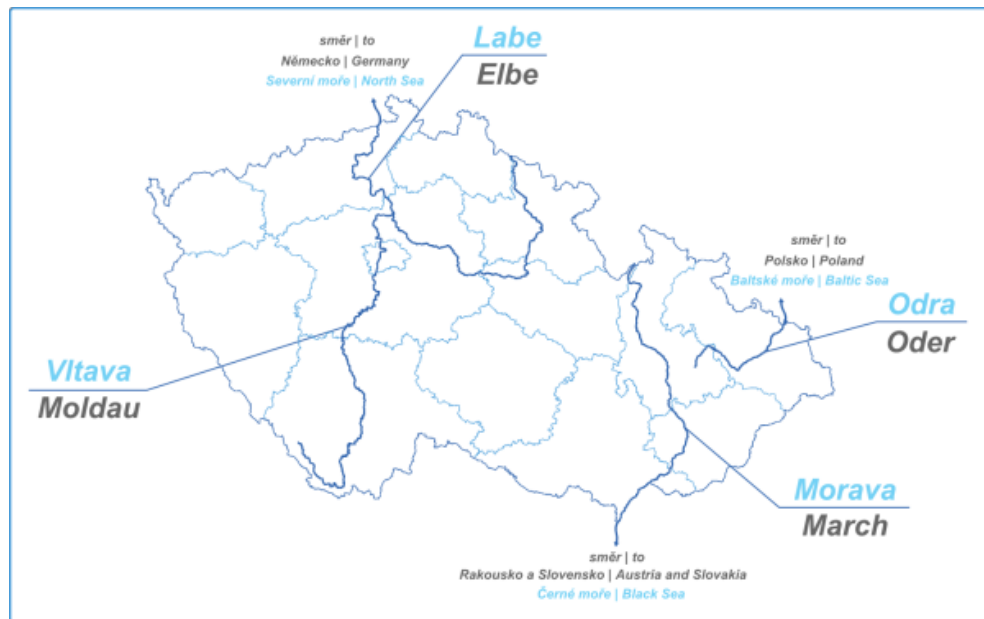 Labe
Elbe
směr | to
Německo | Germany
Severní moře | North Sea
směr | to
Polsko | Poland
Baltské moře | Baltic Sea
Odra
Oder
Vltava
Moldau
Morava
March
směr | to
Rakousko a Slovensko | Austria and Slovakia
Černé moře | Black Sea